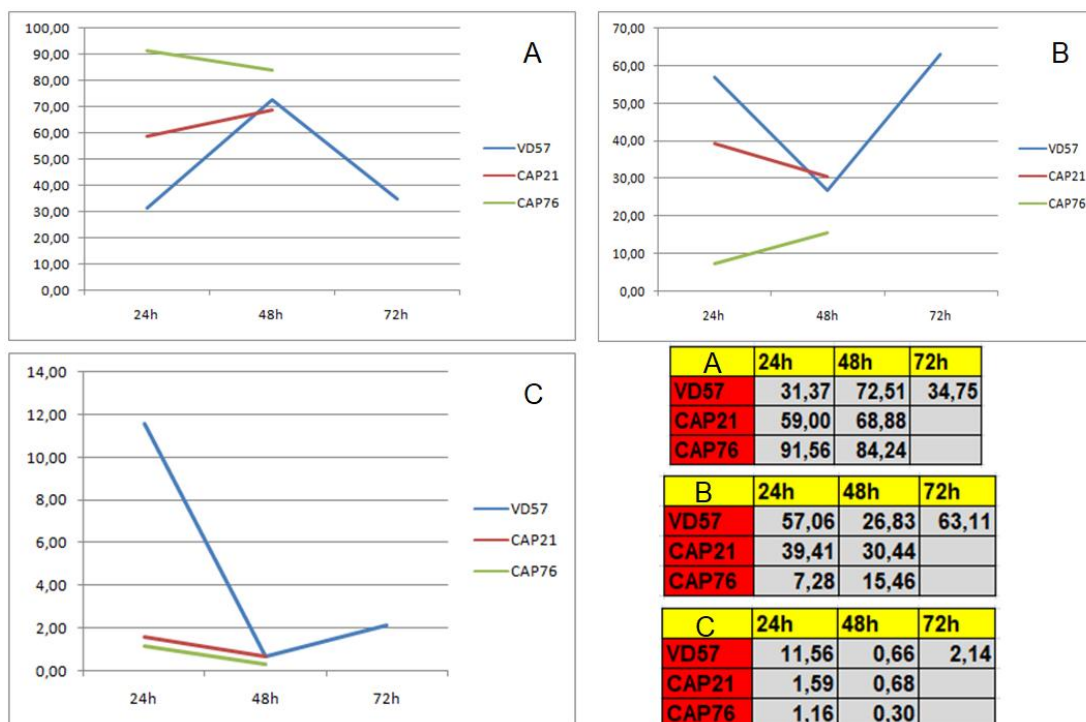 A
100,00
90,00
80,00
70,00
60,00
50,00
40,00
30,00
20,00
10,00
0,00
24h 48h 72h
VD57
CAP21
CAP76
B
70,00
60,00
50,00
40,00
30,00
20,00
10,00
0,00
24h 48h 72h
VD57
CAP21
CAP76
C
14,00
12,00
10,00
8,00
6,00
4,00
2,00
0,00
24h 48h 72h
VD57
CAP21
CAP76
A 24h 48h 72h
VD57 31,37 72,51 34,75
CAP21 59,00 68,88
CAP76 91,56 84,24
B 24h 48h 72h
VD57 57,06 26,83 63,11
CAP21 39,41 30,44
CAP76 7,28 15,46
C 24h 48h 72h
VD57 11,56 0,66 2,14
CAP21 1,59 0,68
CAP76 1,16 0,30